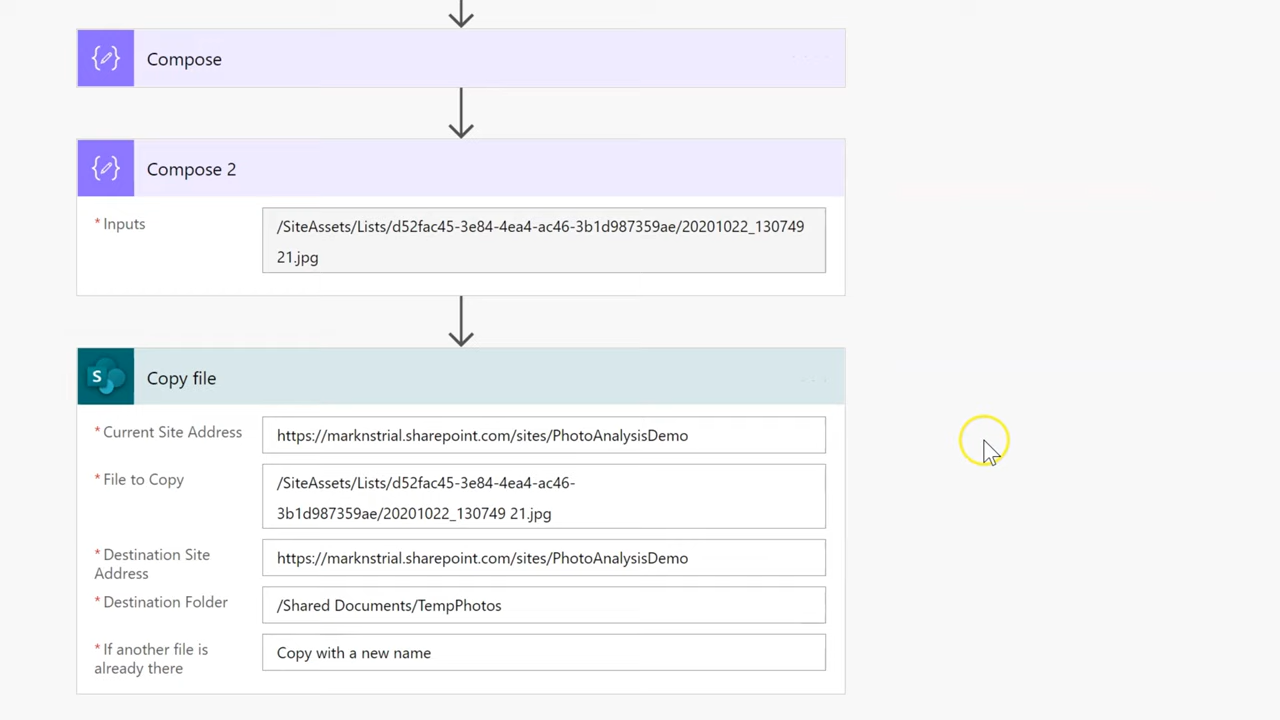 Compose
Compose 2
* Inputs
/SiteAssets/Lists/d52fac45-3e84-4ea4-ac46-3b1d987359ae/20201022_130749
21.jpg
S
Copy file
* Current Site Address
https://marknstrial.sharepoint.com/sites/PhotoAnalysisDemo
* File to Copy
/SiteAssets/Lists/d52fac45-3e84-4ea4-ac46-
3b1d987359ae/20201022_130749 21.jpg
* Destination Site
Address
https://marknstrial.sharepoint.com/sites/PhotoAnalysisDemo
* Destination Folder
/Shared Documents/TempPhotos
* If another file is
already there
Copy with a new name